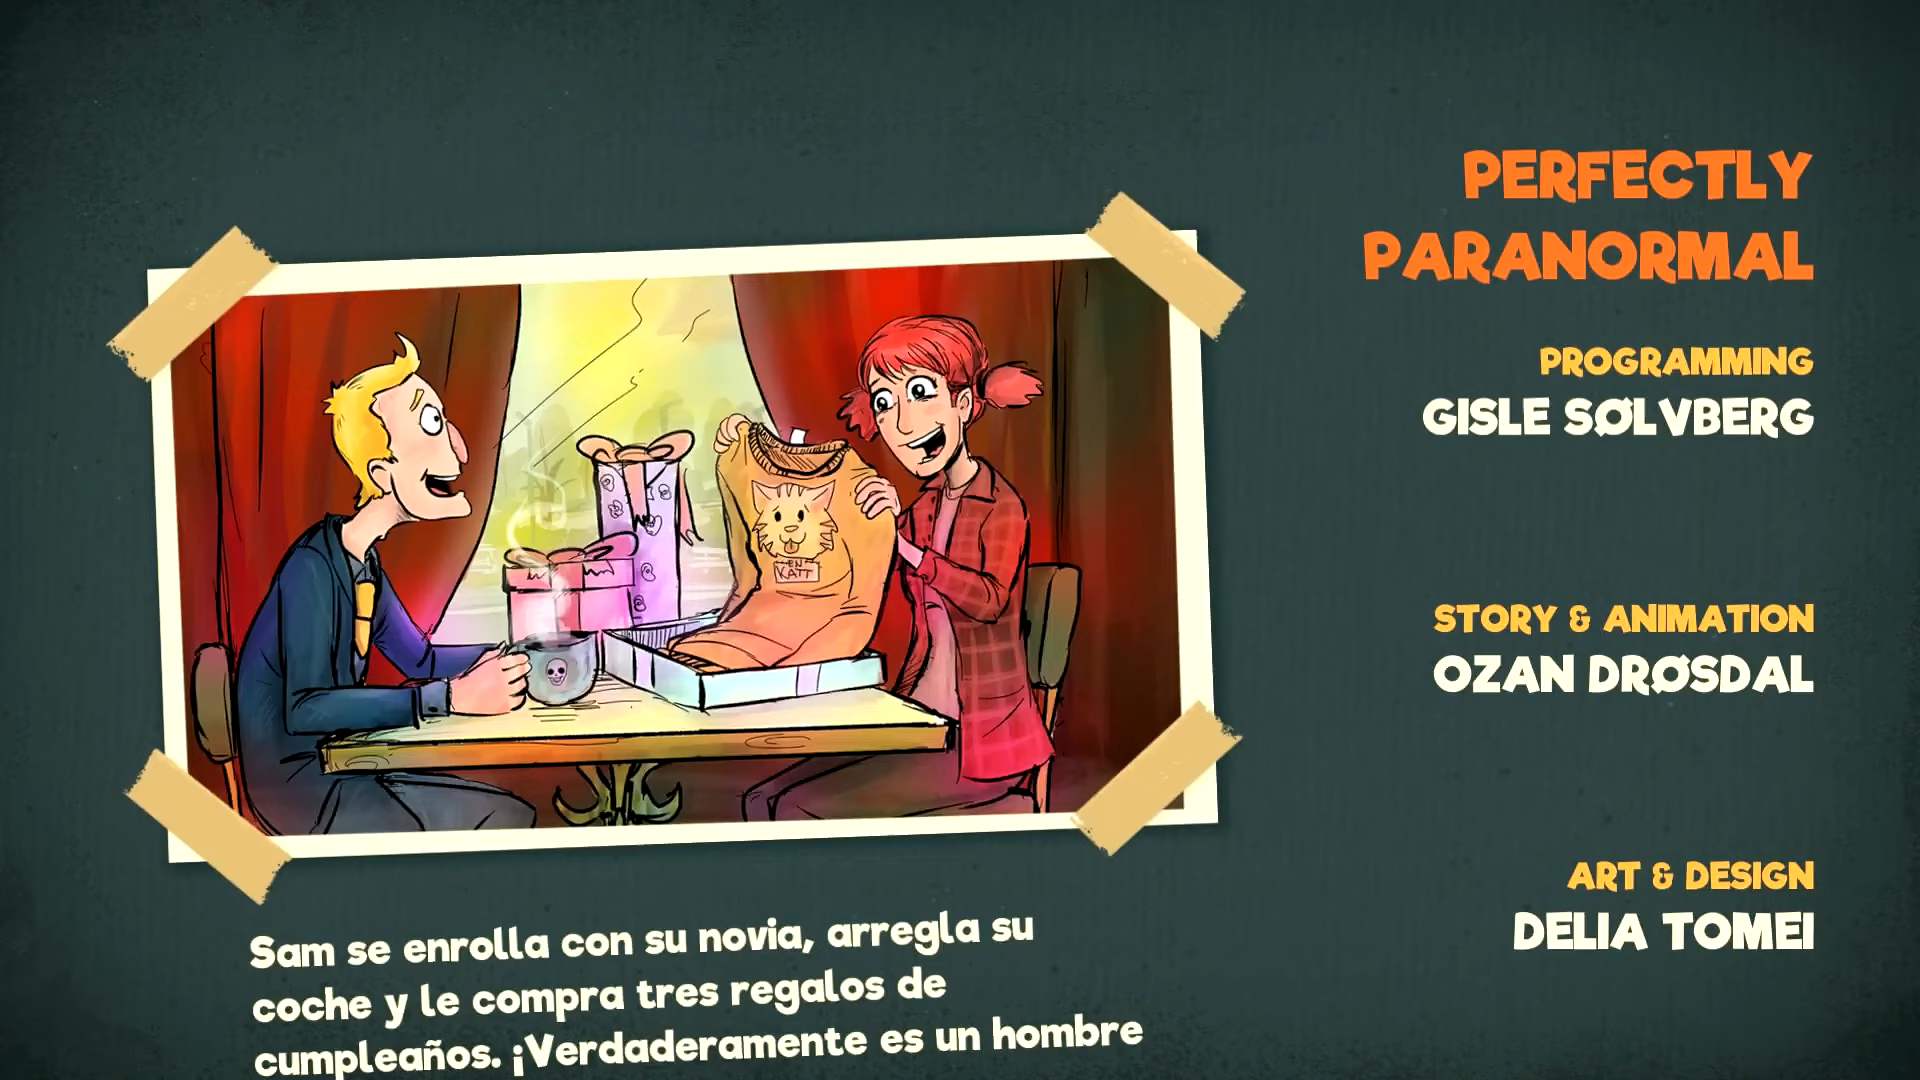 PERFECTLY
PARANORMAL
PROGRAMMING
GISLE SØLVBERG
STORY & ANIMATION
OZAN DRØSDAL
ART & DESIGN
DELIA TOMEI
EN
KATT
Sam se enrolla con su novia, arregla su
coche y le compra tres regalos de
cumpleaños. ¡Verdaderamente es un hombre